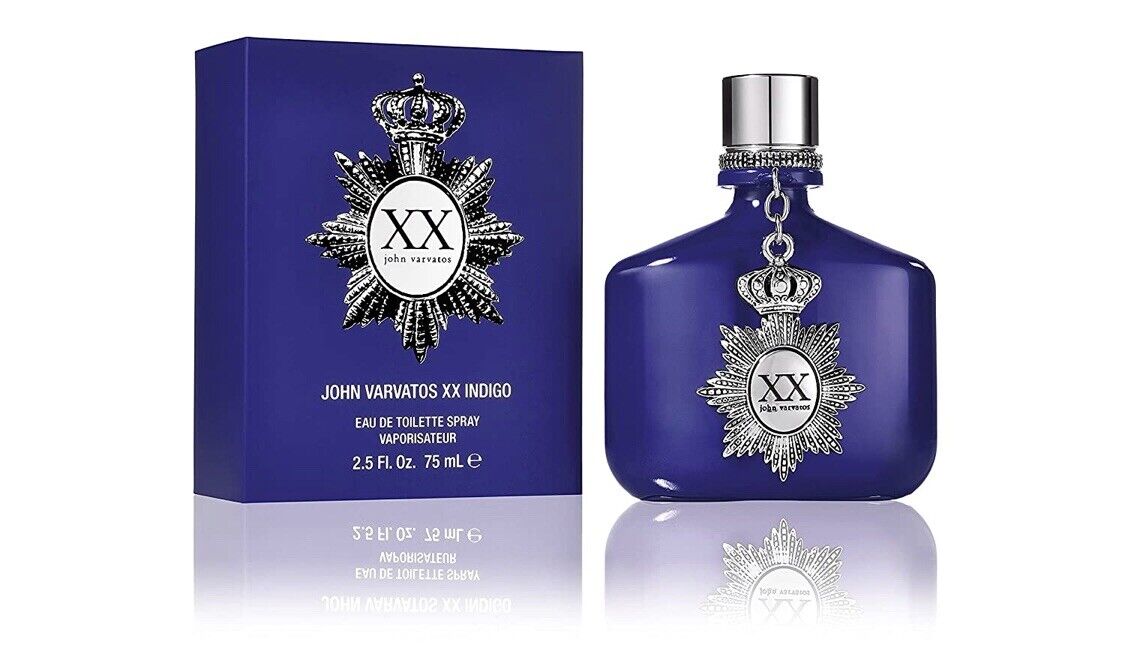 XX
john varvatos
JOHN VARVATOS XX INDIGO
EAU DE TOILETTE SPRAY
VAPORISATEUR
2.5 Fl. Oz. 75 mL ℮
XX
john varvatos